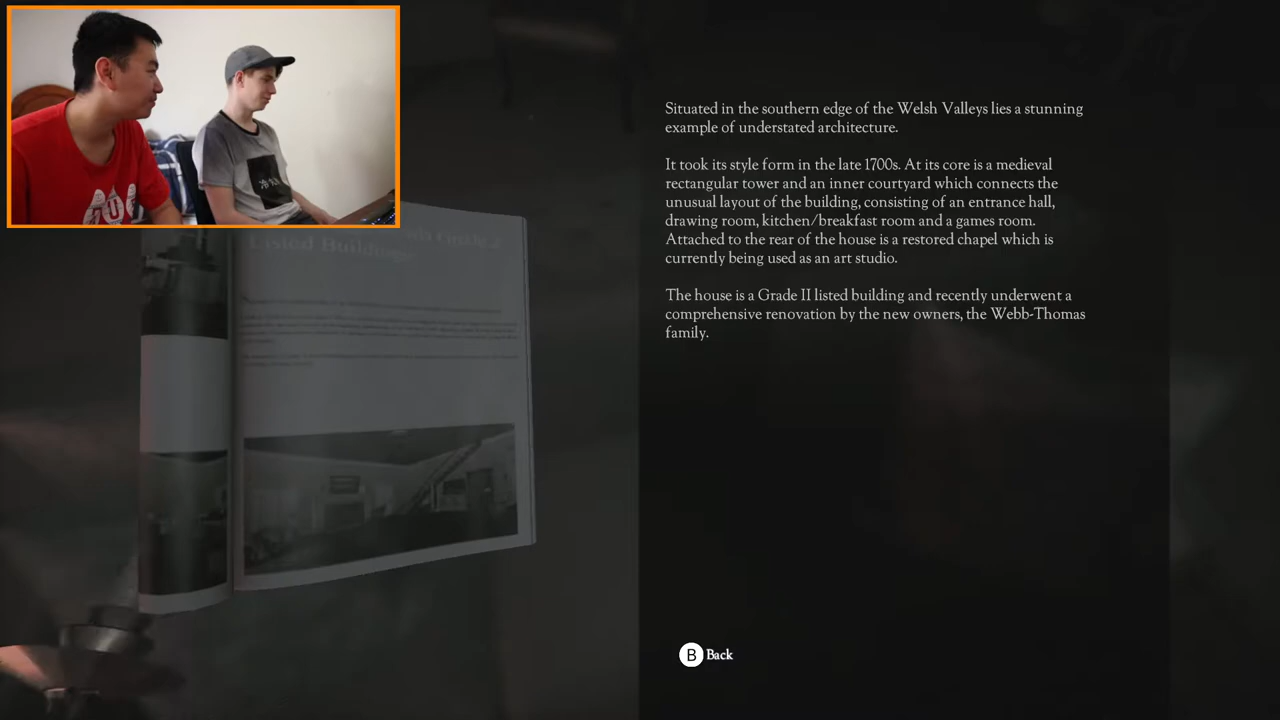 Situated in the southern edge of the Welsh Valleys lies a stunning
example of understated architecture.
It took its style form in the late 1700s. At its core is a medieval
rectangular tower and an inner courtyard which connects the
unusual layout of the building, consisting of an entrance hall,
drawing room, kitchen/breakfast room and a games room.
Attached to the rear of the house is a restored chapel which is
currently being used as an art studio.
The house is a Grade II listed building and recently underwent a
comprehensive renovation by the new owners, the Webb-Thomas
family.
Listed Buildings
B Back